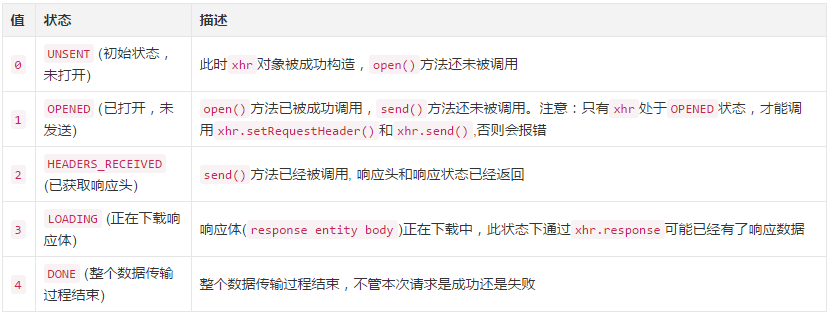 值 状态 描述
0 UNSENT (初始状态，未打开) 此时 xhr 对象被成功构造，open() 方法还未被调用
1 OPENED (已打开，未发送) open() 方法已被成功调用，send() 方法还未被调用。注意：只有 xhr 处于 OPENED 状态，才能调用 xhr.setRequestHeader() 和 xhr.send() ,否则会报错
2 HEADERS_RECEIVED (已获取响应头) send() 方法已经被调用, 响应头和响应状态已经返回
3 LOADING (正在下载响应体) 响应体( response entity body )正在下载中，此状态下通过 xhr.response 可能已经有了响应数据
4 DONE (整个数据传输过程结束) 整个数据传输过程结束，不管本次请求是成功还是失败